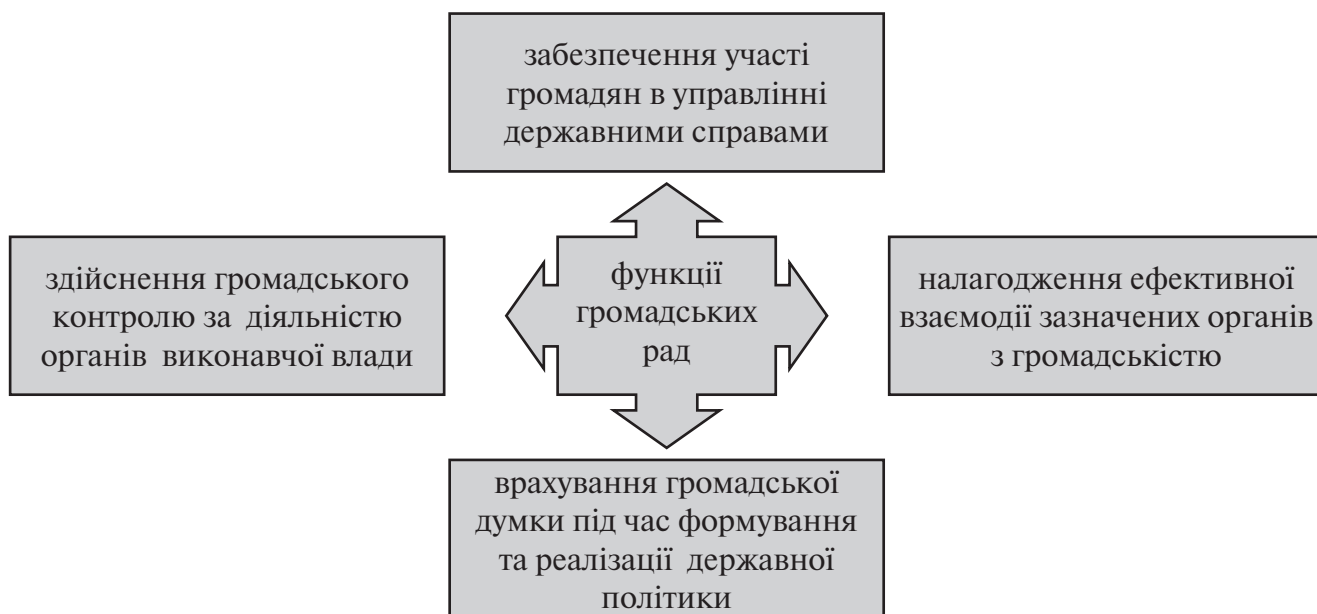 забезпечення участі
громадян в управлінні
державними справами
здійснення громадського
контролю за діяльністю
органів виконавчої влади
функції
громадських
рад
налагодження ефективної
взаємодії зазначених органів
з громадськістю
врахування громадської
думки під час формування
та реалізації державної
політики